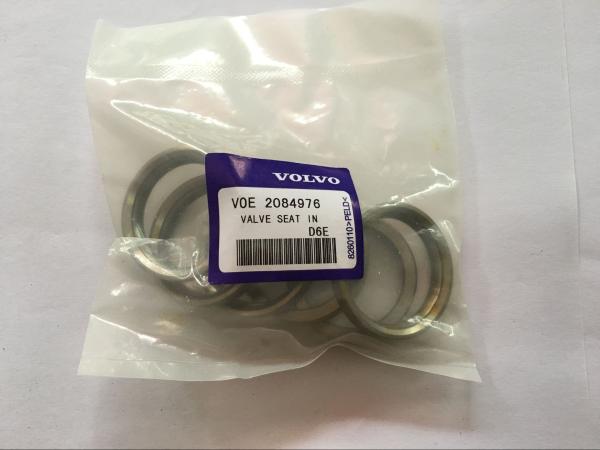 VOLVO
VOE 2084976
VALVE SEAT IN
D6E
8260110 >PELD<